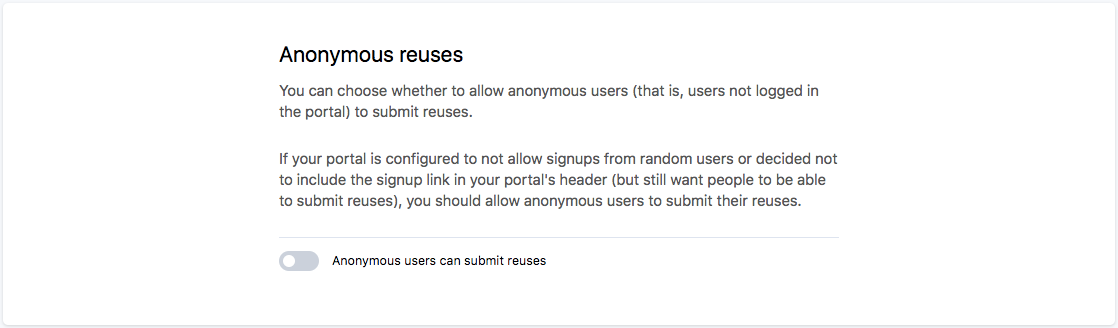 Anonymous reuses
You can choose whether to allow anonymous users (that is, users not logged in
the portal) to submit reuses.
If your portal is configured to not allow signups from random users or decided not
to include the signup link in your portal's header (but still want people to be able
to submit reuses), you should allow anonymous users to submit their reuses.
Anonymous users can submit reuses